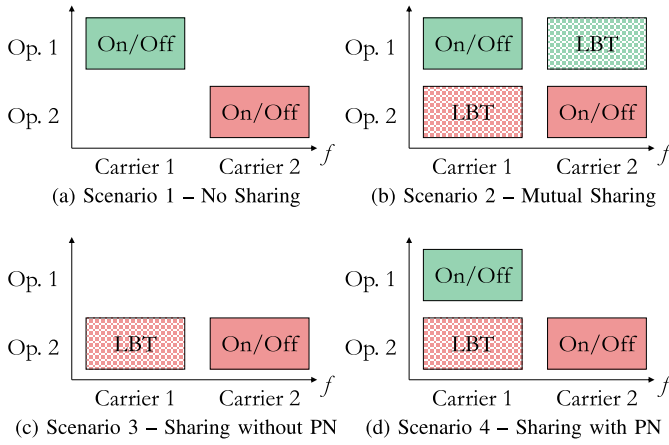 Op. 1 On/Off
Op. 2 On/Off
Carrier 1 Carrier 2 f
(a) Scenario 1 – No Sharing
Op. 1 On/Off LBT
Op. 2 LBT On/Off
Carrier 1 Carrier 2 f
(b) Scenario 2 – Mutual Sharing
Op. 1
Op. 2 LBT On/Off
Carrier 1 Carrier 2 f
(c) Scenario 3 – Sharing without PN
Op. 1 On/Off
Op. 2 LBT On/Off
Carrier 1 Carrier 2 f
(d) Scenario 4 – Sharing with PN